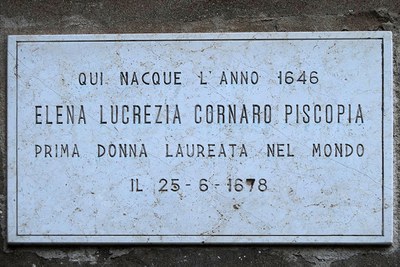 QUI NACQUE L'ANNO 1646
ELENA LUCREZIA CORNARO PISCOPIA
PRIMA DONNA LAUREATA NEL MONDO
IL 25-6-1678